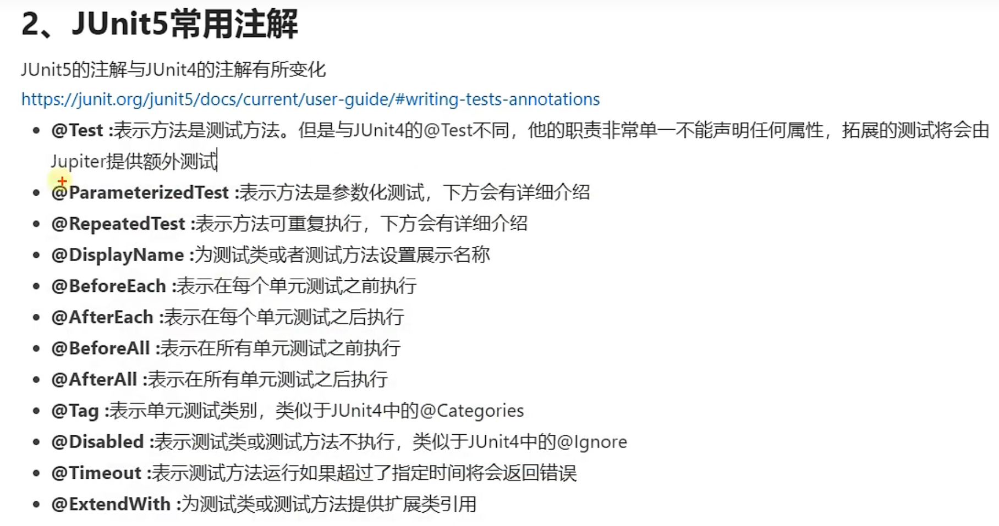 2、JUnit5常用注解
JUnit5的注解与JUnit4的注解有所变化
https://junit.org/junit5/docs/current/user-guide/#writing-tests-annotations
• @Test :表示方法是测试方法。但是与JUnit4的@Test不同，他的职责非常单一不能声明任何属性，拓展的测试将会由
Jupiter提供额外测试
• @ParameterizedTest :表示方法是参数化测试，下方会有详细介绍
• @RepeatedTest :表示方法可重复执行，下方会有详细介绍
• @DisplayName :为测试类或者测试方法设置展示名称
• @BeforeEach :表示在每个单元测试之前执行
• @AfterEach :表示在每个单元测试之后执行
• @BeforeAll :表示在所有单元测试之前执行
• @AfterAll :表示在所有单元测试之后执行
• @Tag :表示单元测试类别，类似于JUnit4中的@Categories
• @Disabled :表示测试类或测试方法不执行，类似于JUnit4中的@Ignore
• @Timeout :表示测试方法运行如果超过了指定时间将会返回错误
• @ExtendWith :为测试类或测试方法提供扩展类引用